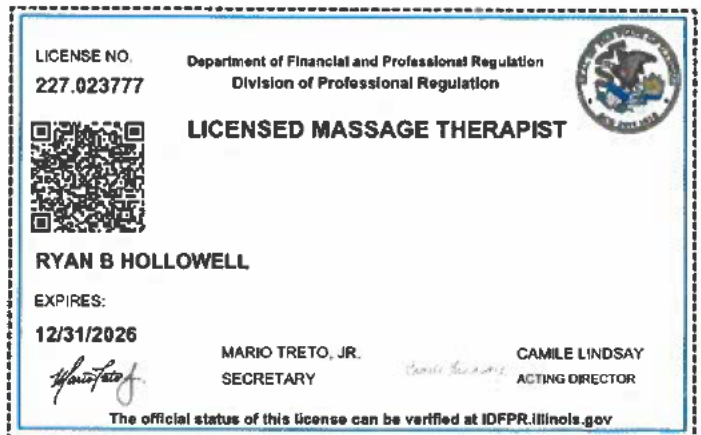 LICENSE NO.
227.023777
Department of Financial and Professional Regulation
Division of Professional Regulation
LICENSED MASSAGE THERAPIST
RYAN B HOLLOWELL
EXPIRES:
12/31/2026
MARIO TRETO, JR.
SECRETARY
CAMILE LINDSAY
ACTING DIRECTOR
The official status of this license can be verified at IDFPR.illinois.gov